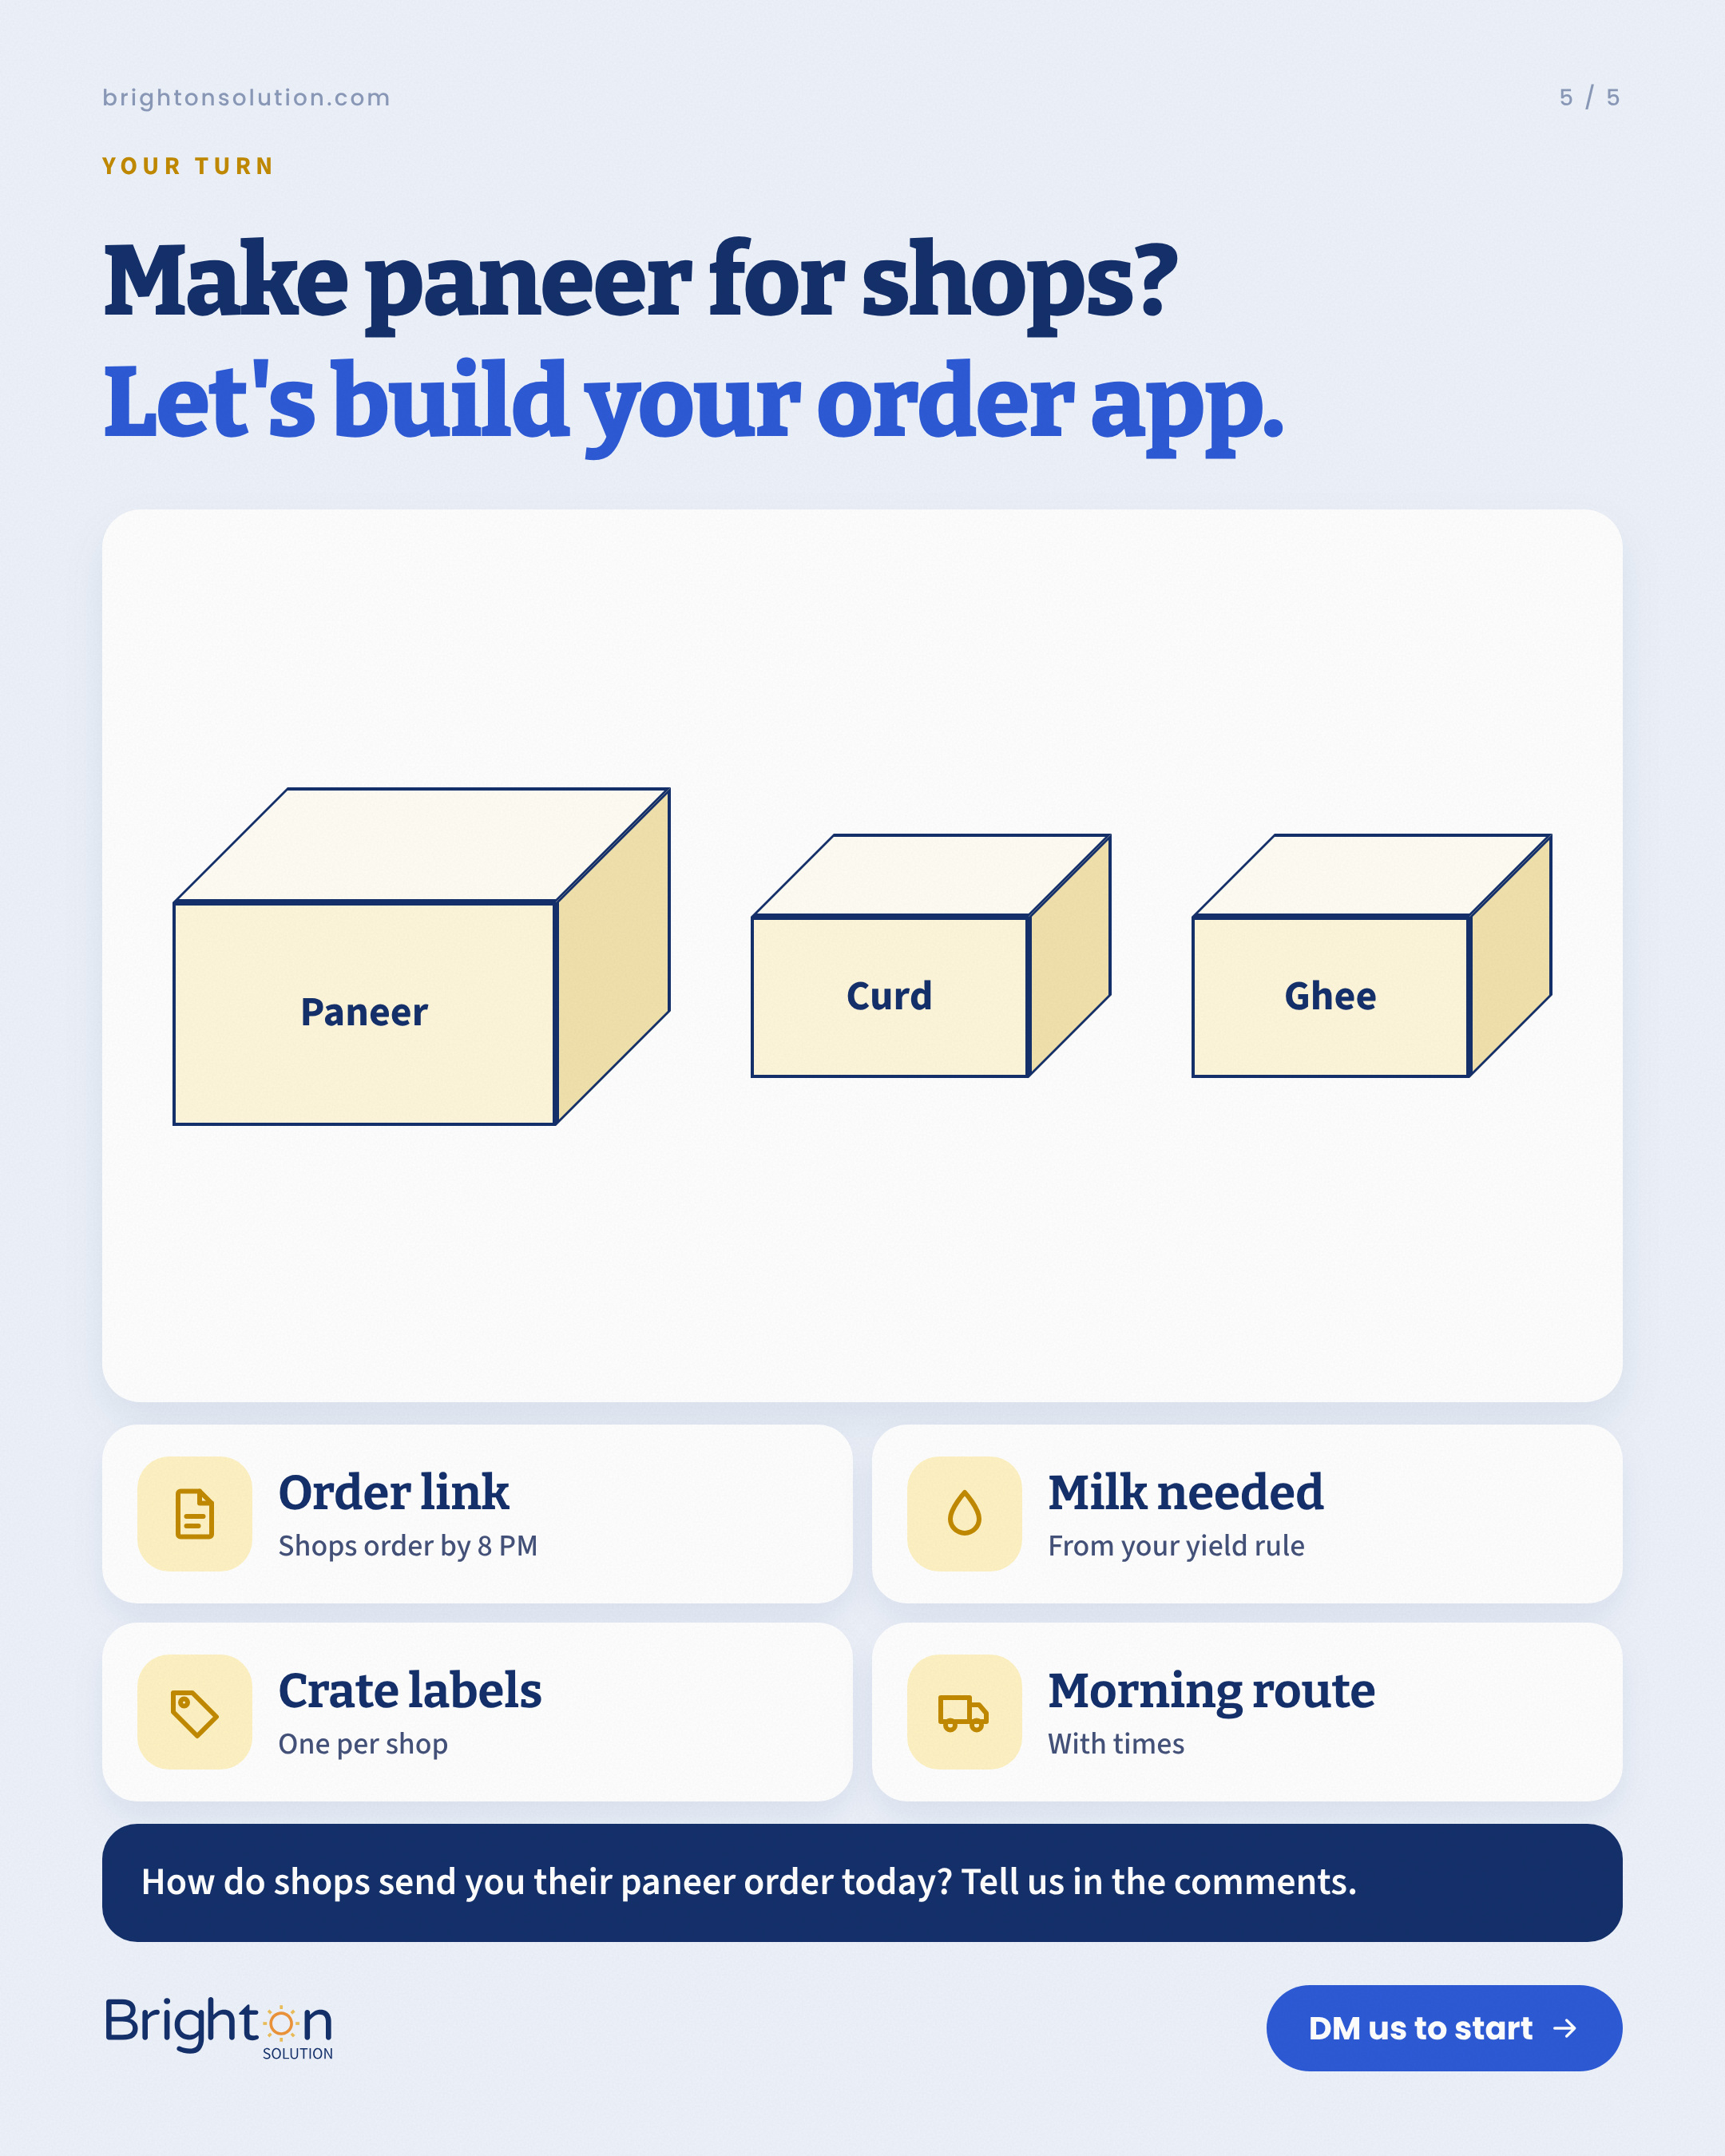 brightonsolution.com
5 / 5
YOUR TURN
Make paneer for shops?
Let's build your order app.
Paneer
Curd
Ghee
Order link
Shops order by 8 PM
Milk needed
From your yield rule
Crate labels
One per shop
Morning route
With times
How do shops send you their paneer order today? Tell us in the comments.
Brighton
SOLUTION
DM us to start →